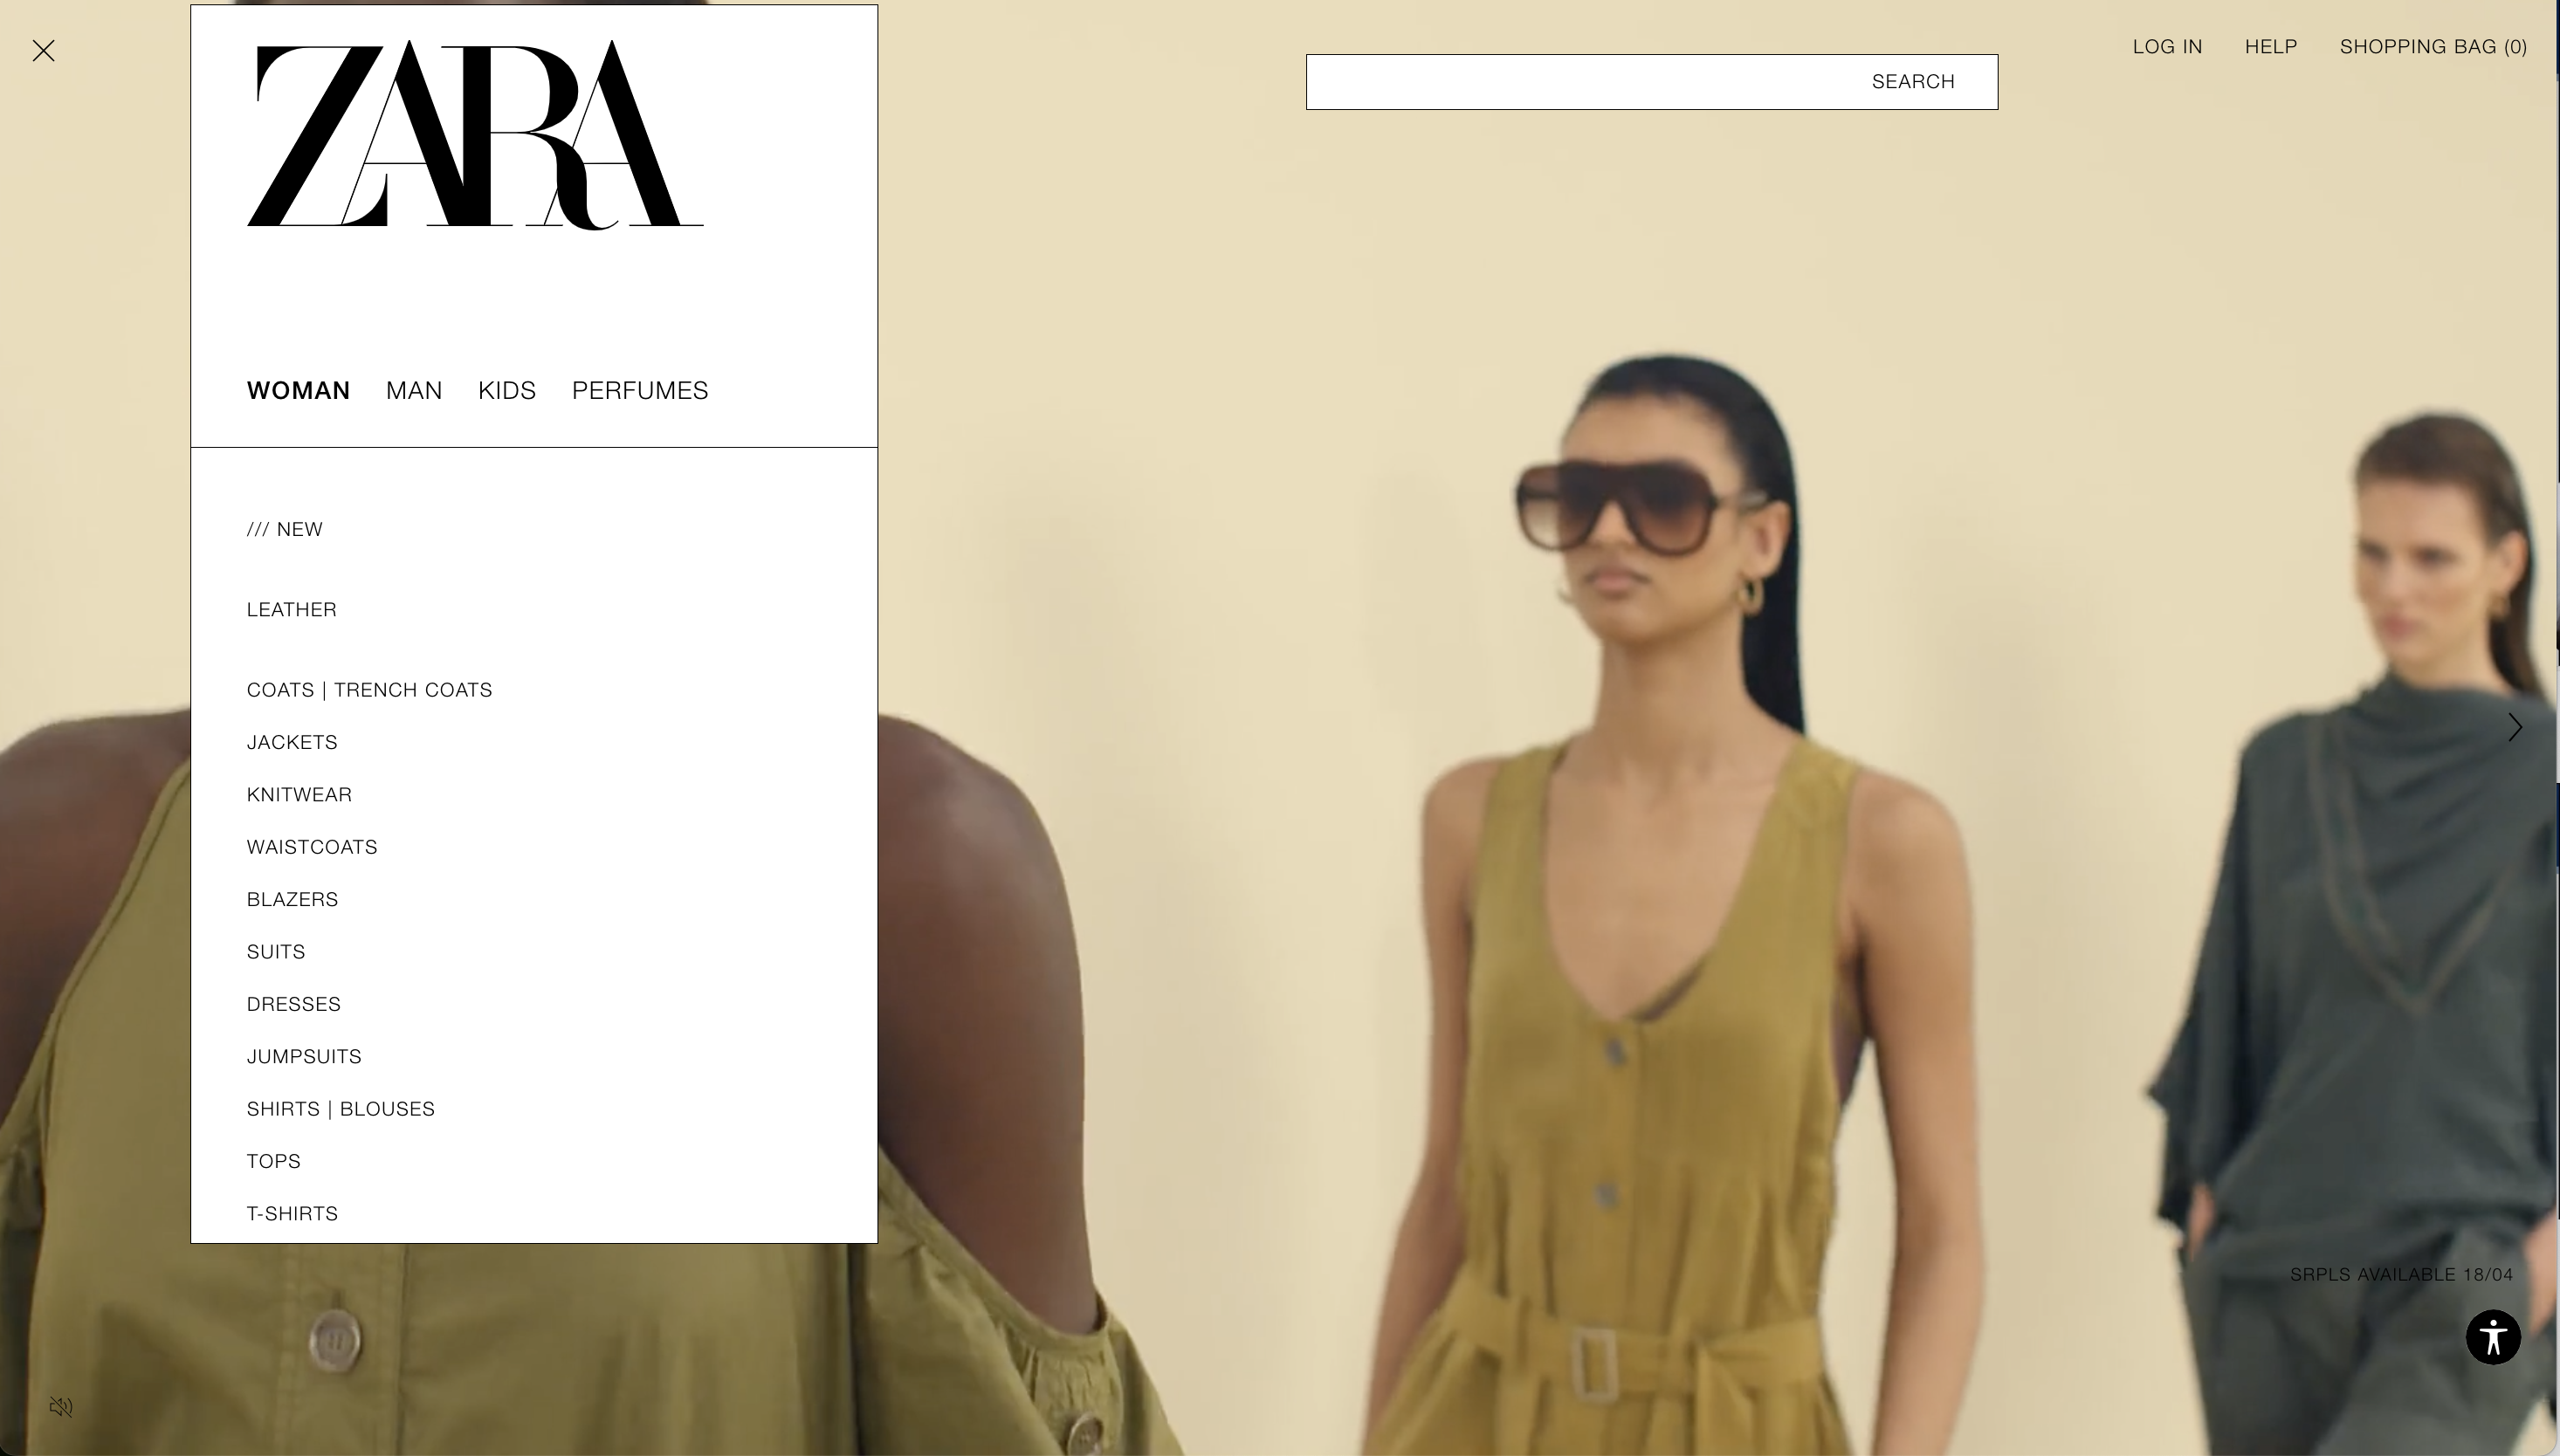 ZARA
SEARCH
LOG IN HELP SHOPPING BAG (0)
WOMAN MAN KIDS PERFUMES
/// NEW
LEATHER
COATS | TRENCH COATS
JACKETS
KNITWEAR
WAISTCOATS
BLAZERS
SUITS
DRESSES
JUMPSUITS
SHIRTS | BLOUSES
TOPS
T-SHIRTS
SRPLS AVAILABLE 18/04